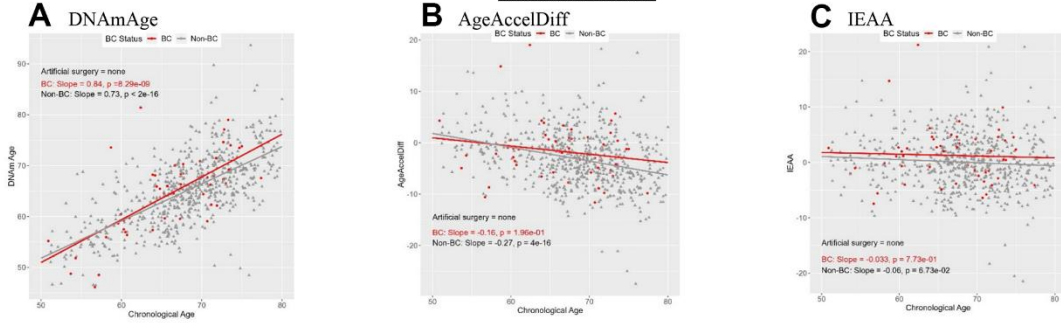 A DNAmAge
BC Status BC Non-BC
Artificial surgery = none
BC: Slope = 0.84, p =8.29e-09
Non-BC: Slope = 0.73, p < 2e-16
90
80
70
60
50
DNAm Age
50 60 70 80
Chronological Age
B AgeAccelDiff
BC Status BC Non-BC
20
10
0
-10
-20
AgeAccelDiff
Artificial surgery = none
BC: Slope = -0.16, p = 1.96e-01
Non-BC: Slope = -0.27, p = 4e-16
50 60 70 80
Chronological Age
C IEAA
BC Status BC Non-BC
20
10
0
-10
-20
IEAA
Artificial surgery = none
BC: Slope = -0.033, p = 7.73e-01
Non-BC: Slope = -0.06, p = 6.73e-02
50 60 70 80
Chronological Age